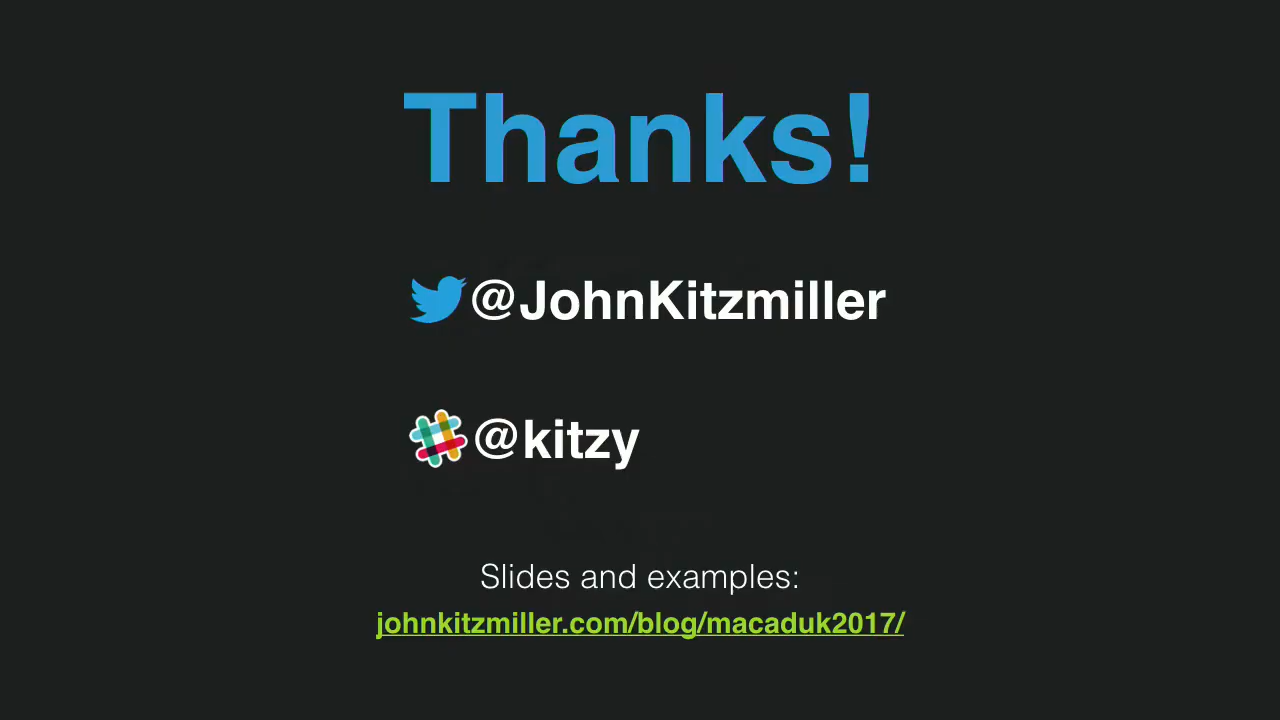 Thanks!
@JohnKitzmiller
@kitzy
Slides and examples:
johnkitzmiller.com/blog/macaduk2017/